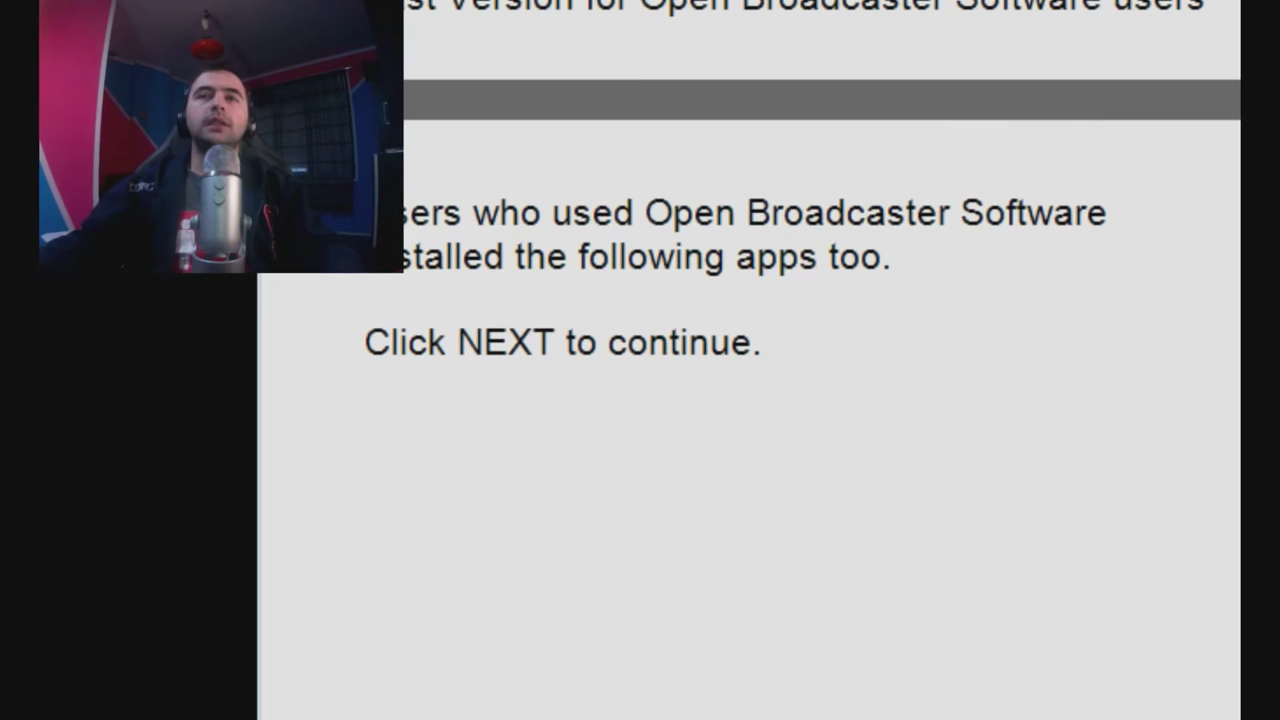 st Version for Open Broadcaster Software users
sers who used Open Broadcaster Software
stalled the following apps too.
Click NEXT to continue.